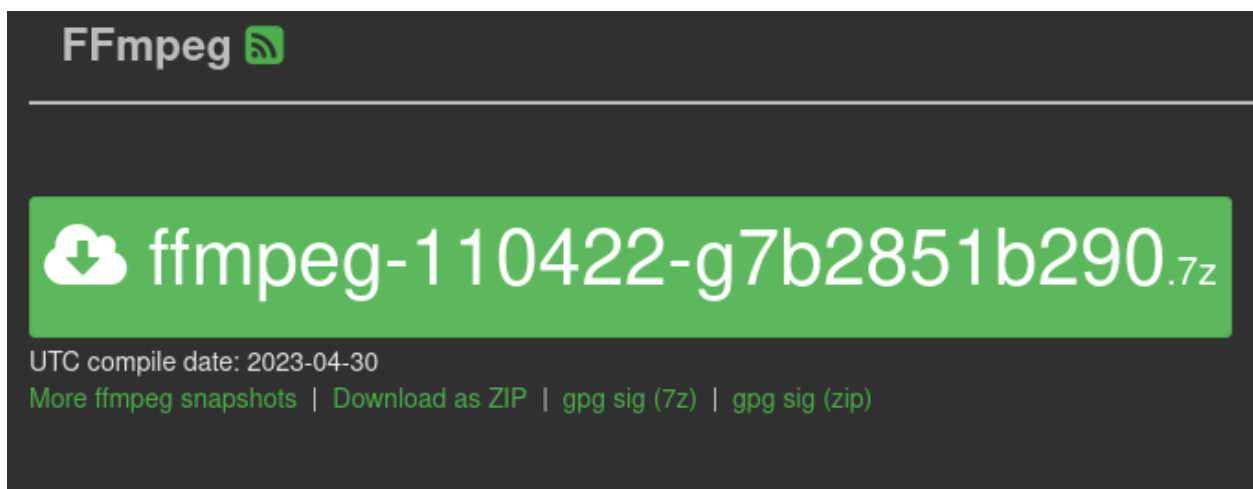 FFmpeg
ffmpeg-110422-g7b2851b290.7z
UTC compile date: 2023-04-30
More ffmpeg snapshots | Download as ZIP | gpg sig (7z) | gpg sig (zip)